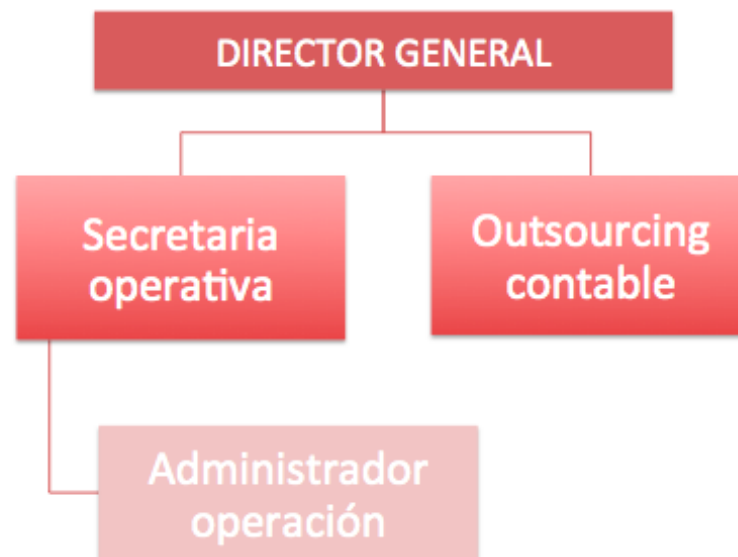 DIRECTOR GENERAL
Secretaria
operativa
Outsourcing
contable
Administrador
operación